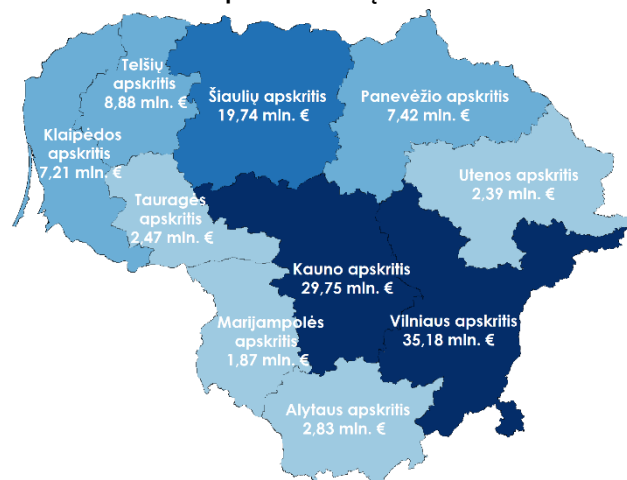 Telšių
apskritis
8,88 mln. €
Šiaulių apskritis
19,74 mln. €
Panevėžio apskritis
7,42 mln. €
Klaipėdos
apskritis
7,21 mln. €
Utenos apskritis
2,39 mln. €
Tauragės
apskritis
2,47 mln. €
Kauno apskritis
29,75 mln. €
Vilniaus apskritis
35,18 mln. €
Marijampolės
apskritis
1,87 mln. €
Alytaus apskritis
2,83 mln. €